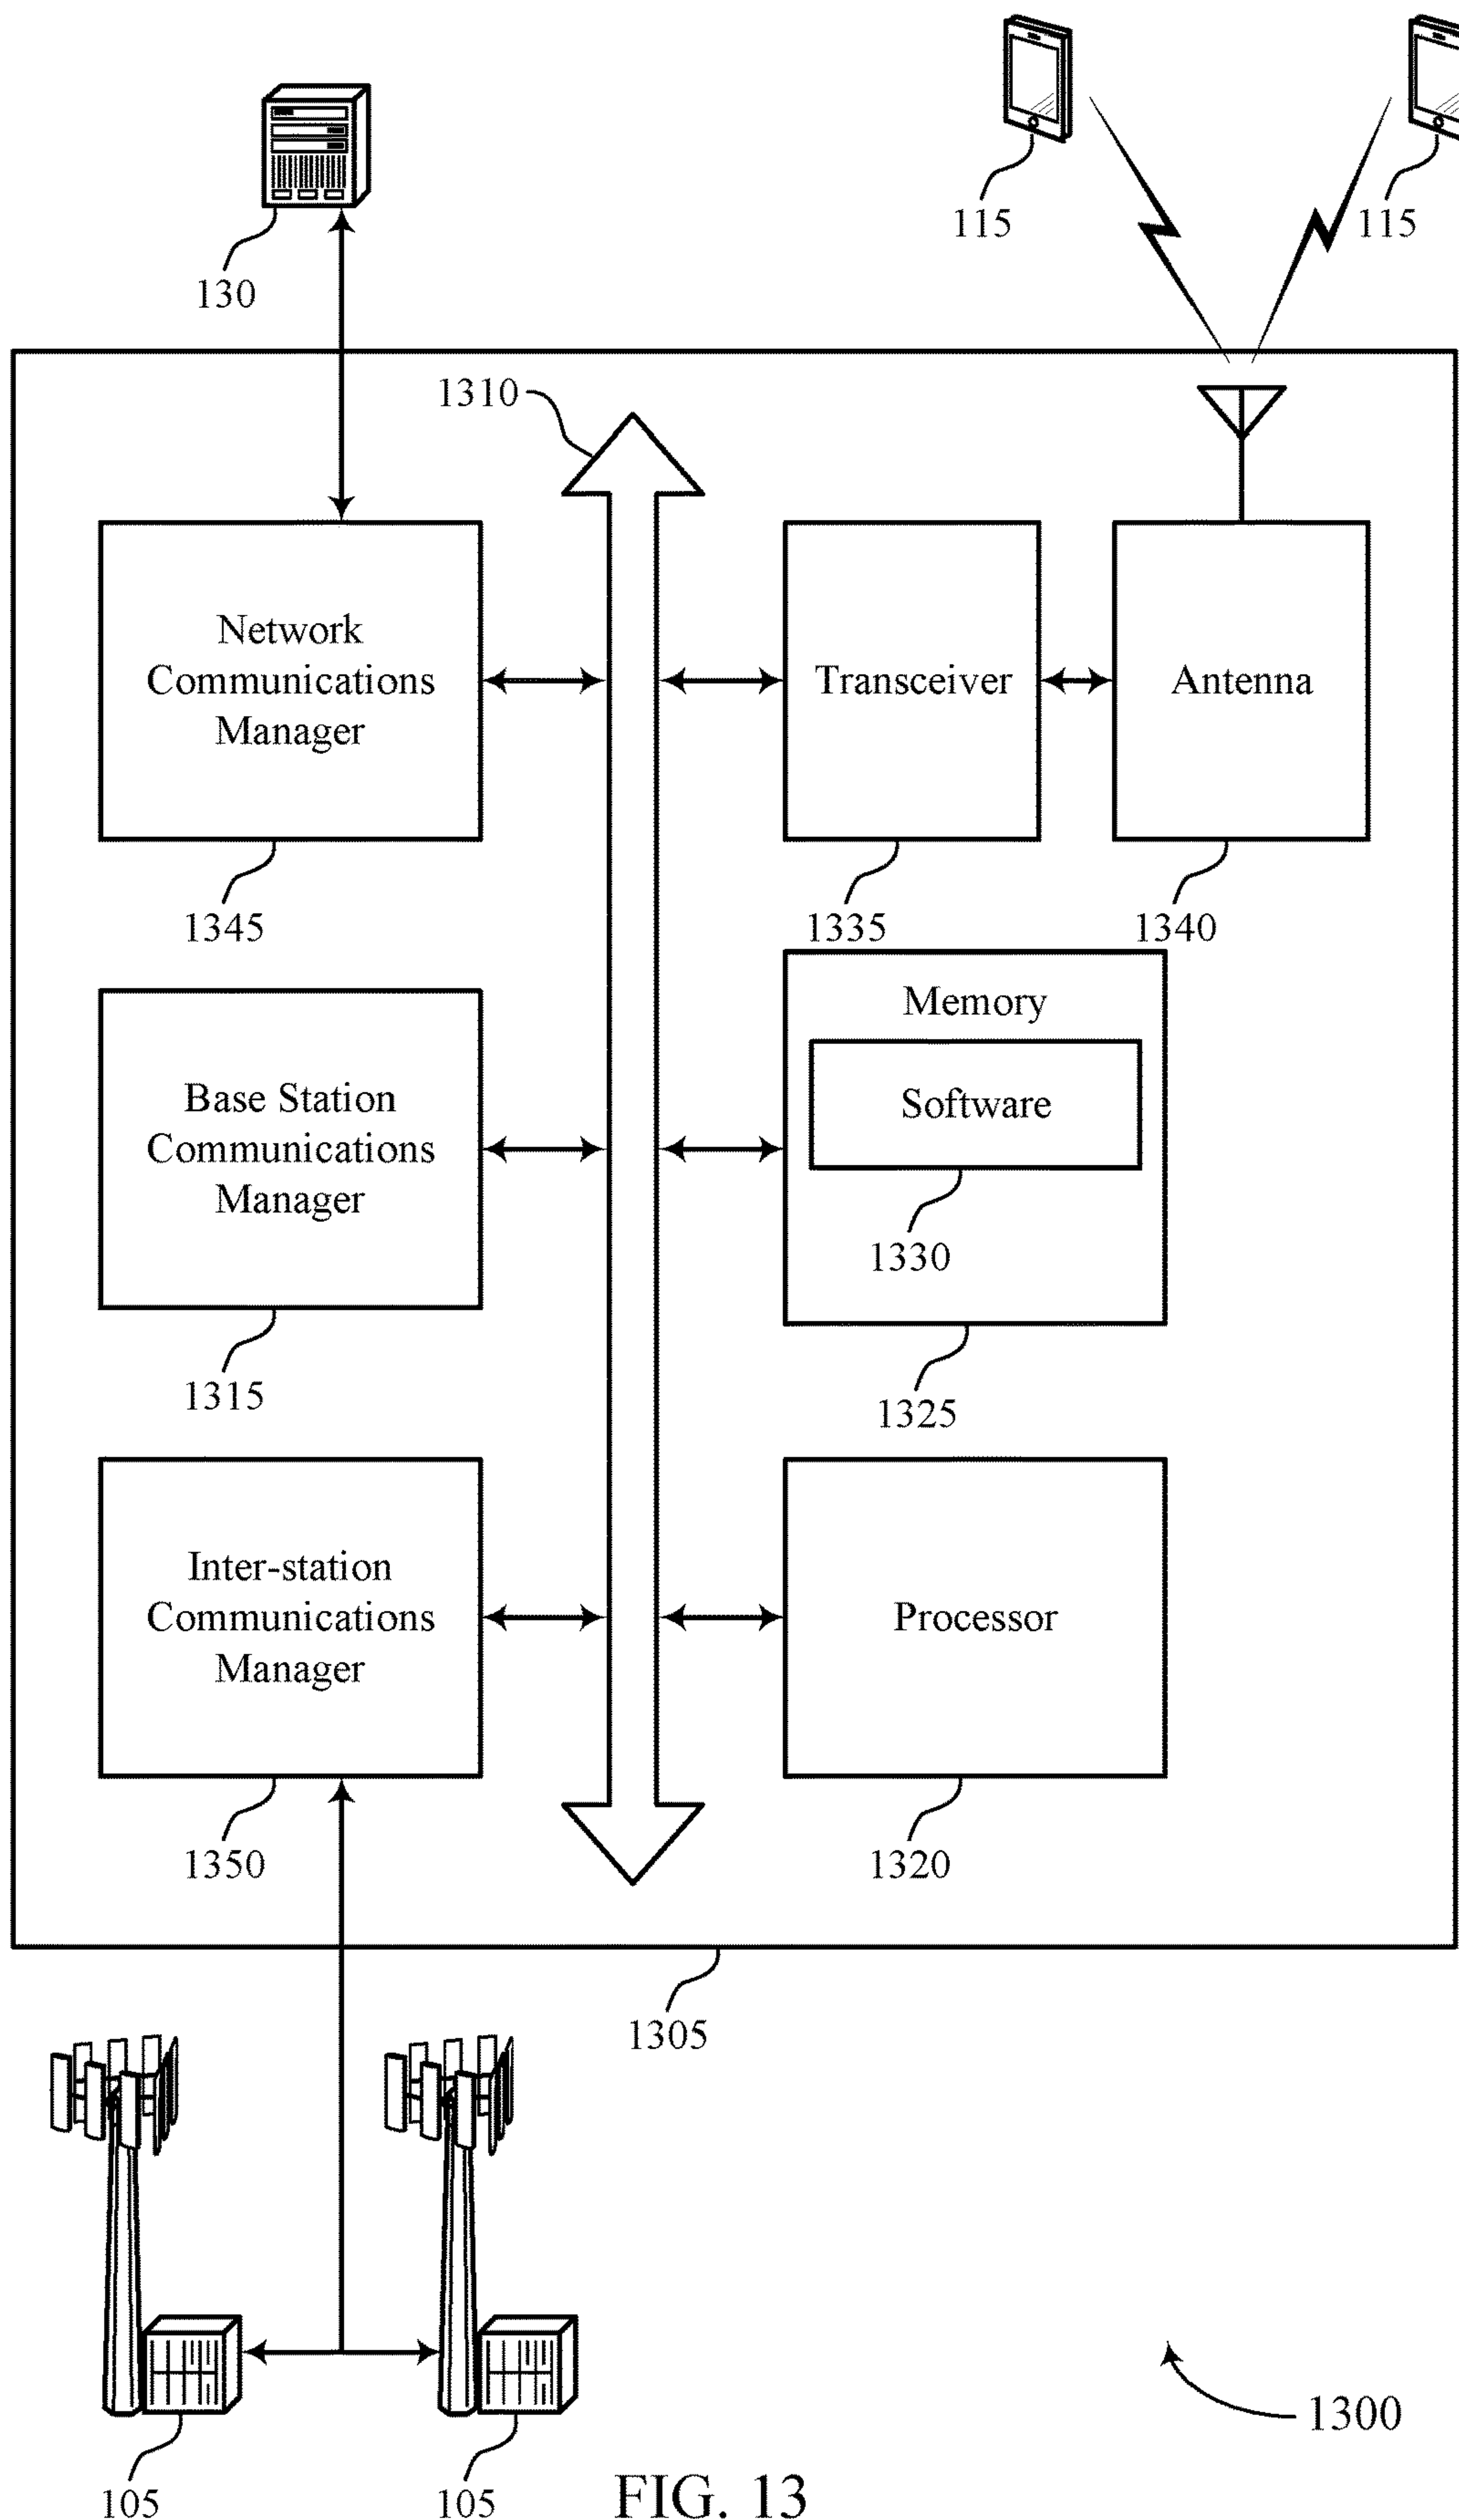 130
115
115
1310
Network
Communications
Manager
Transceiver
Antenna
1345
1335
1340
Memory
Software
Base Station
Communications
Manager
1330
1315
1325
Inter-station
Communications
Manager
Processor
1350
1320
1305
1300
105
105
FIG. 13